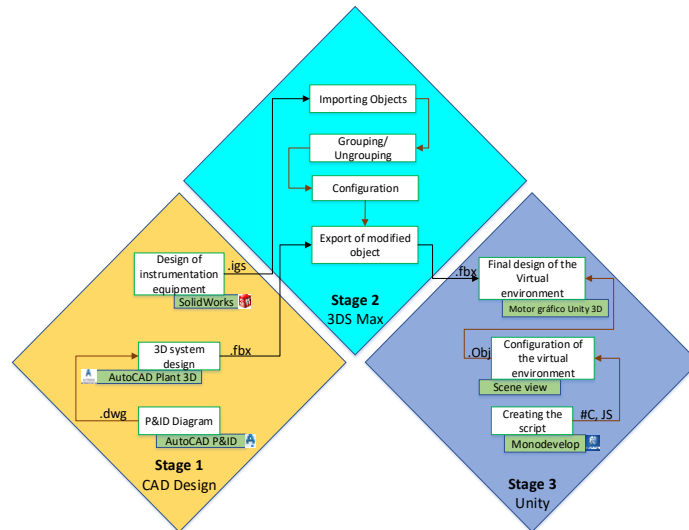 Importing Objects
Grouping/
Ungrouping
Configuration
Export of modified
object
Stage 2
3DS Max
Design of
instrumentation
equipment
SolidWorks
.igs
3D system
design
AutoCAD Plant 3D
.fbx
.dwg
P&ID Diagram
AutoCAD P&ID
Stage 1
CAD Design
.fbx
Final design of the
Virtual
environment
Motor gráfico Unity 3D
.Obj
Configuration of
the virtual
environment
Scene view
Creating the
script
#C, JS
Monodevelop
Stage 3
Unity